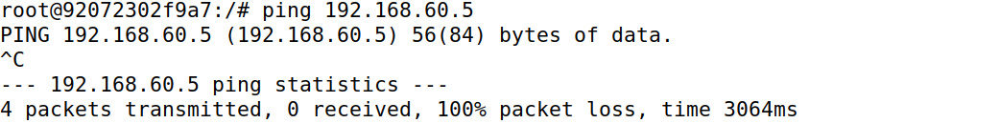 root@92072302f9a7:/# ping 192.168.60.5
PING 192.168.60.5 (192.168.60.5) 56(84) bytes of data.
^C
--- 192.168.60.5 ping statistics ---
4 packets transmitted, 0 received, 100% packet loss, time 3064ms